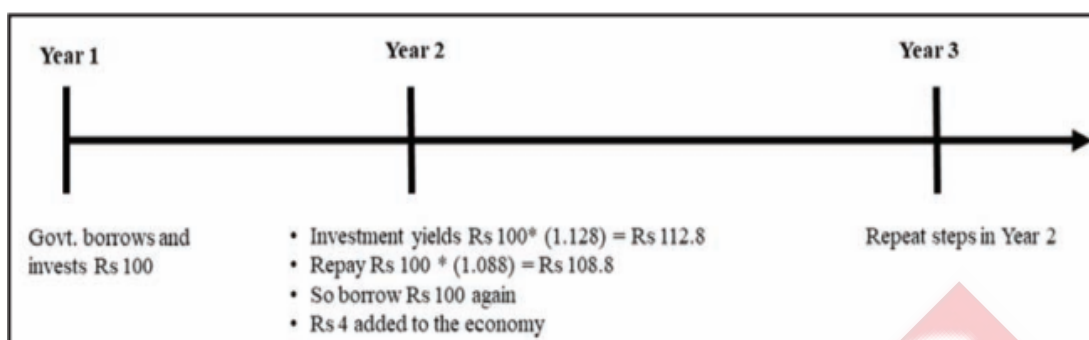 Year 1
Year 2
Year 3
Govt. borrows and
invests Rs 100
• Investment yields Rs 100* (1.128) = Rs 112.8
• Repay Rs 100 * (1.088) = Rs 108.8
• So borrow Rs 100 again
• Rs 4 added to the economy
Repeat steps in Year 2